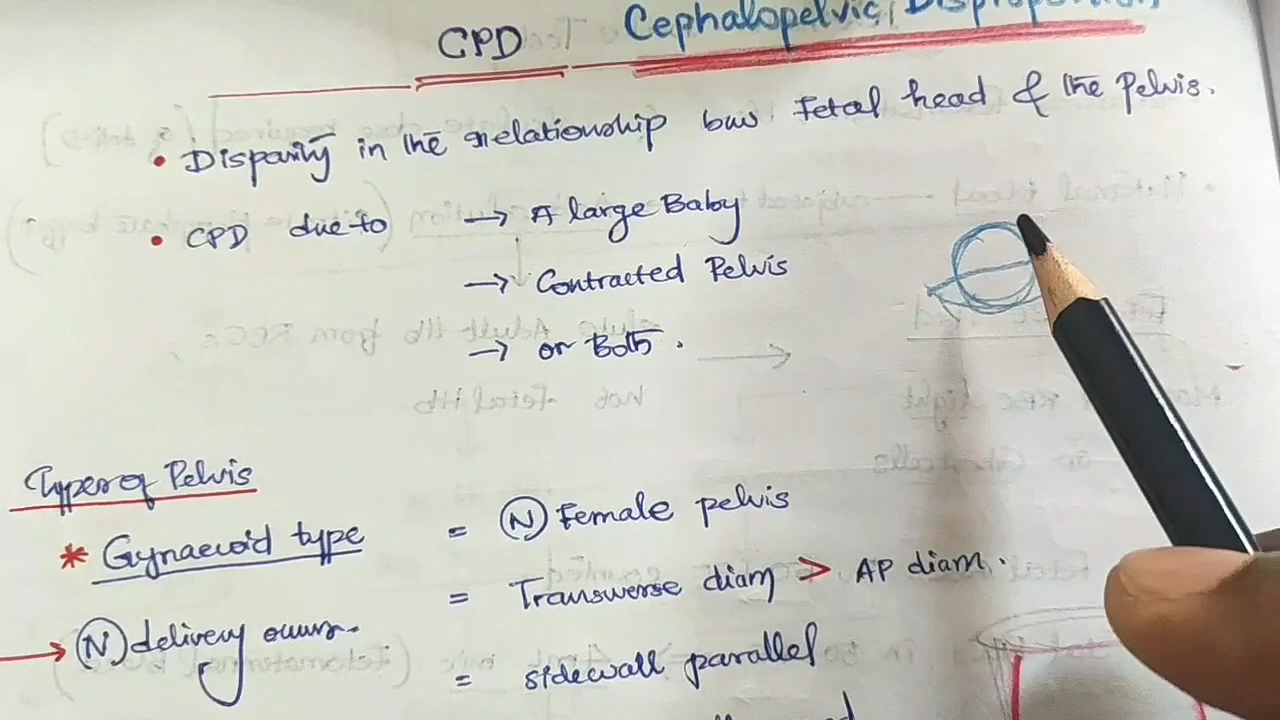 CPD Cephalopelvic Disproportion
• Disparity in the relationship b/w Fetal head & the Pelvis.
• CPD due to → A large Baby
→ Contracted Pelvis
→ or Both.
Types of Pelvis
* Gynaecoid type = (N) Female pelvis
= Transverse diam > AP diam.
→ (N) delivery occurs.
= sidewall parallel